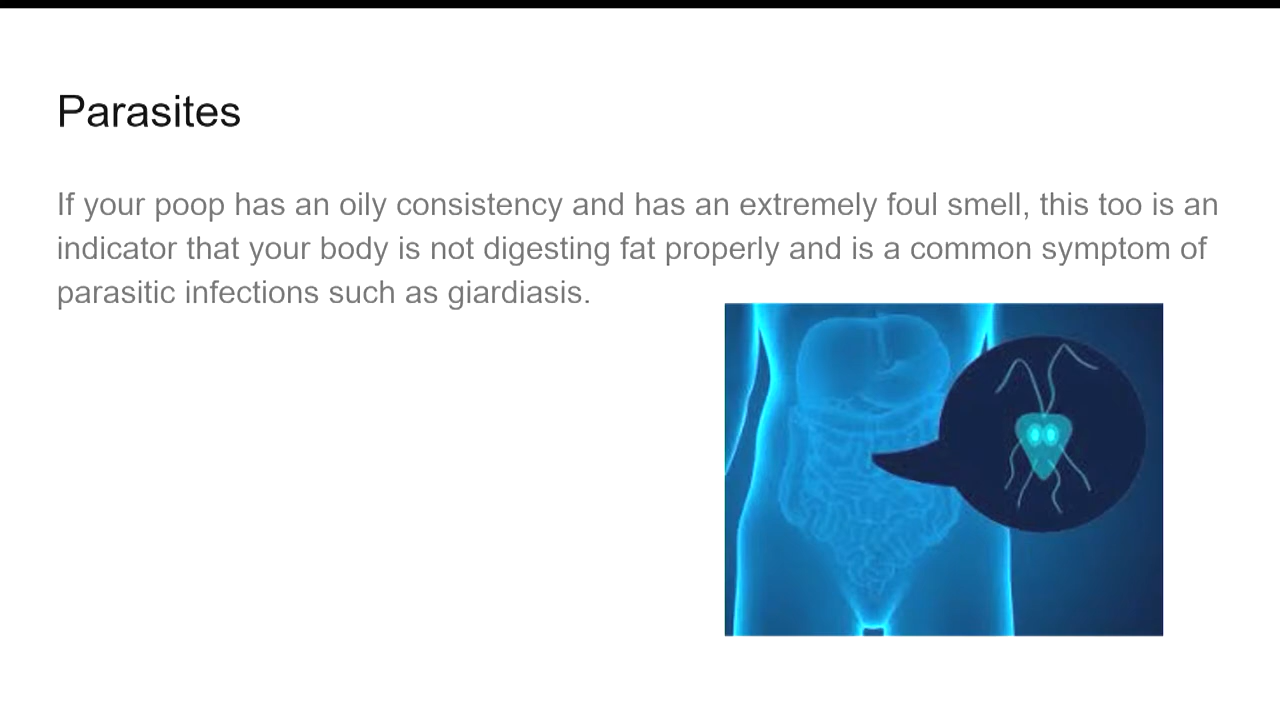 Parasites
If your poop has an oily consistency and has an extremely foul smell, this too is an
indicator that your body is not digesting fat properly and is a common symptom of
parasitic infections such as giardiasis.